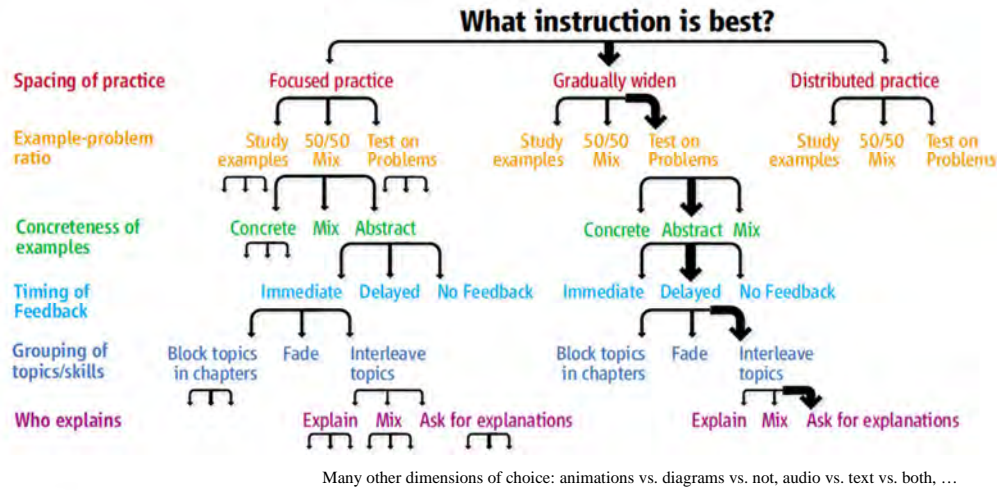 What instruction is best?
Spacing of practice Focused practice Gradually widen Distributed practice
Example-problem Study 50/50 Test on Study 50/50 Test on Study 50/50 Test on
ratio examples Mix Problems examples Mix Problems examples Mix Problems
Concreteness of Concrete Mix Abstract Concrete Abstract Mix
examples
Timing of Immediate Delayed No Feedback Immediate Delayed No Feedback
Feedback
Grouping of Block topics Fade Interleave Block topics Fade Interleave
topics/skills in chapters topics in chapters topics
Who explains Explain Mix Ask for explanations Explain Mix Ask for explanations
Many other dimensions of choice: animations vs. diagrams vs. not, audio vs. text vs. both, …